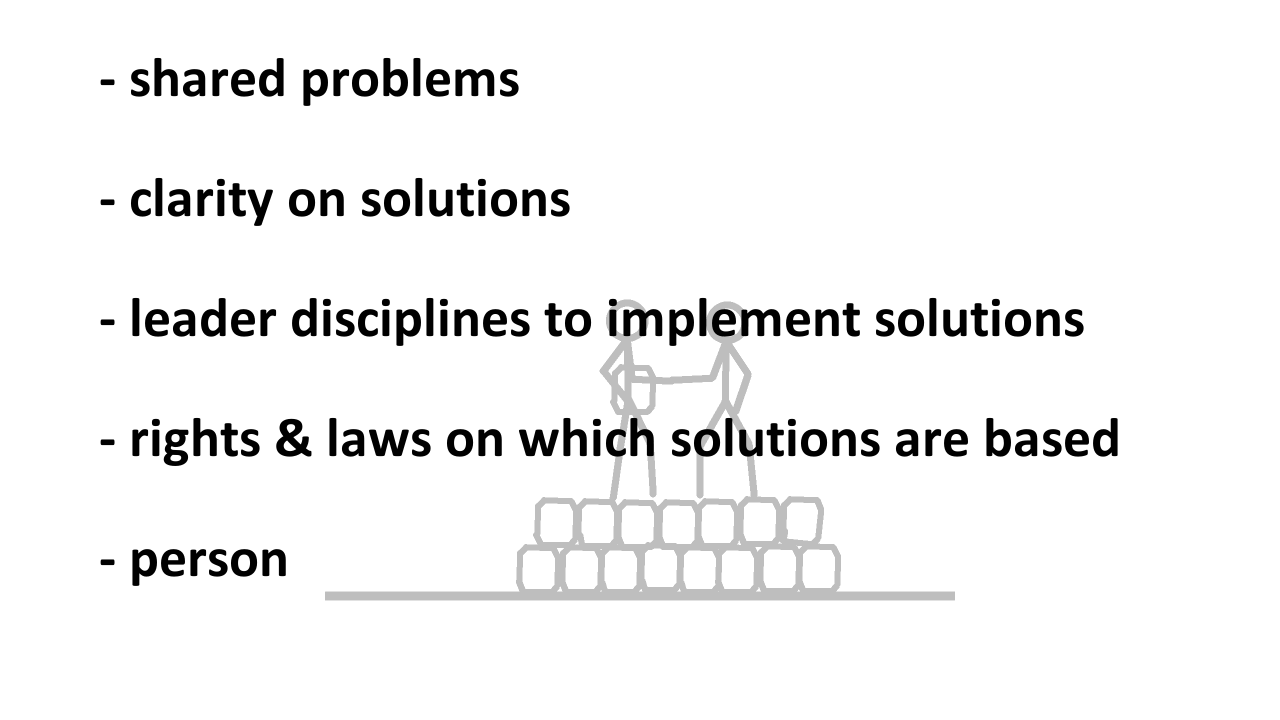 - shared problems
- clarity on solutions
- leader disciplines to implement solutions
- rights & laws on which solutions are based
- person